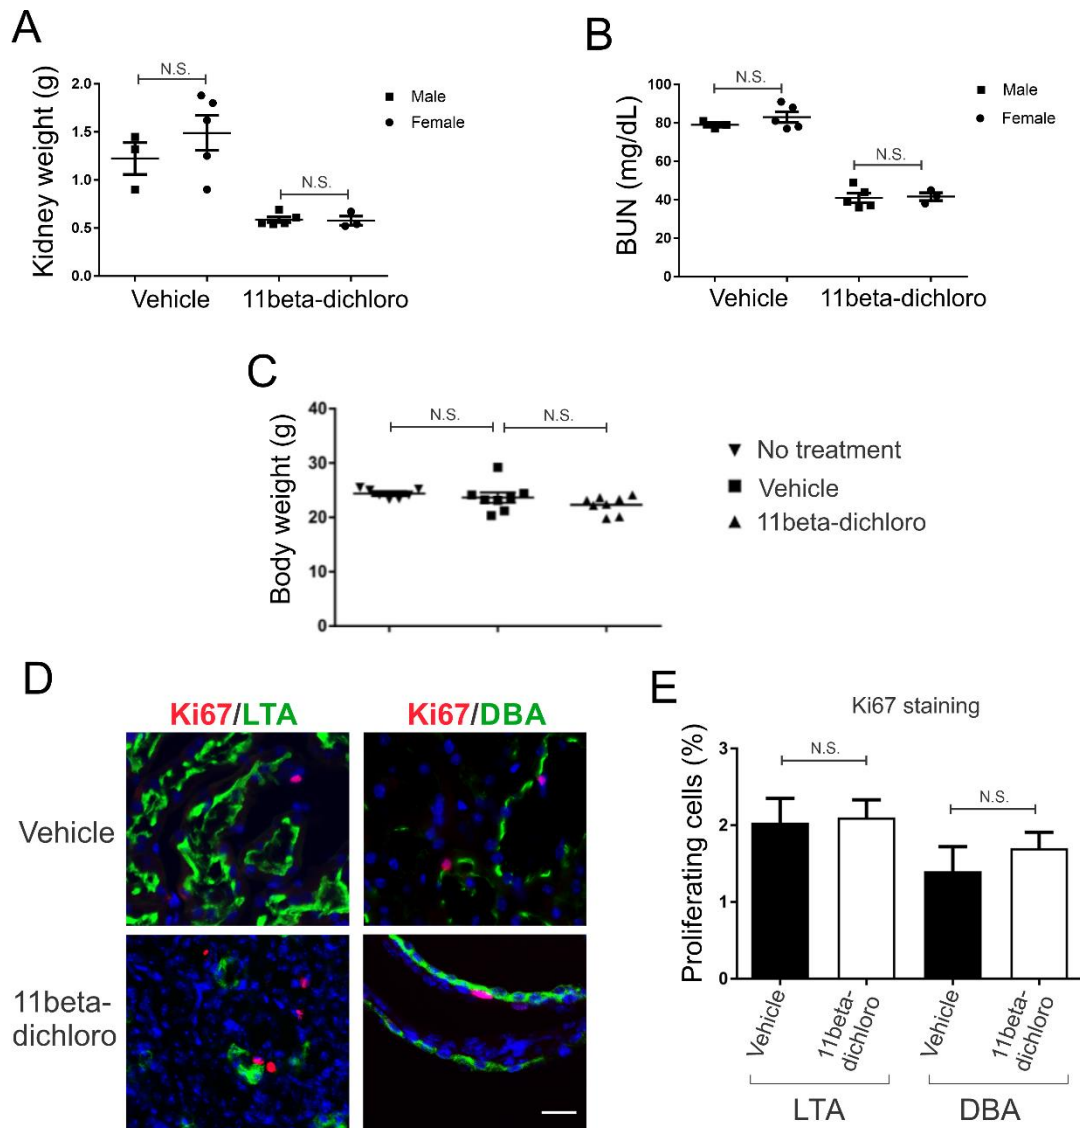 A
Kidney weight (g)
2.0
1.5
1.0
0.5
0.0
N.S.
N.S.
Male
Female
Vehicle
11beta-dichloro
B
BUN (mg/dL)
100
80
60
40
20
0
N.S.
N.S.
Male
Female
Vehicle
11beta-dichloro
C
Body weight (g)
40
30
20
0
N.S.
N.S.
No treatment
Vehicle
11beta-dichloro
D
Ki67/LTA
Ki67/DBA
Vehicle
11beta-
dichloro
E
Ki67 staining
Proliferating cells (%)
3
2
1
0
N.S.
N.S.
Vehicle
11beta-
dichloro
Vehicle
11beta-
dichloro
LTA
DBA